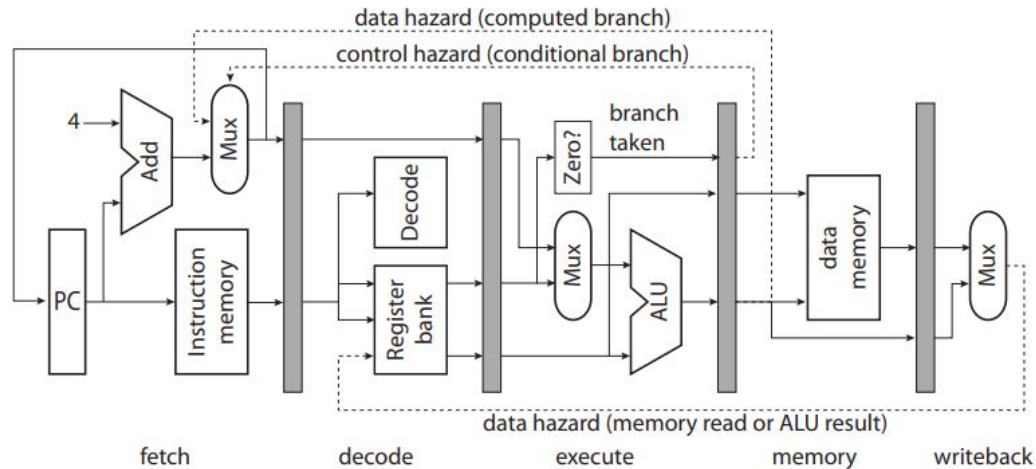 data hazard (computed branch)
control hazard (conditional branch)
4
Add
Mux
branch
taken
Zero?
Decode
Mux
data
memory
Mux
PC
Instruction
memory
Register
bank
ALU
data hazard (memory read or ALU result)
fetch
decode
execute
memory
writeback